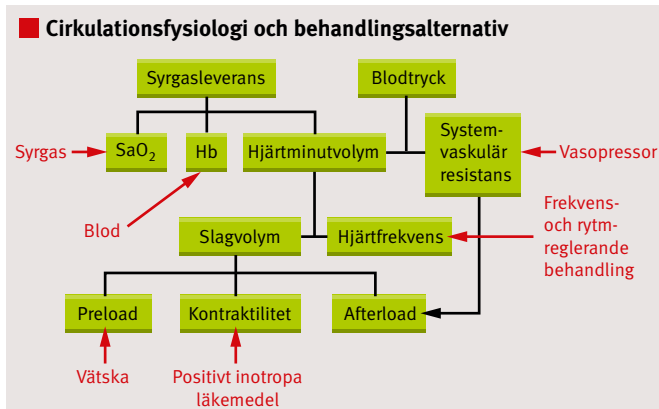 Cirkulationsfysiologi och behandlingsalternativ
Syrgasleverans
Blodtryck
Syrgas
SaO₂
Hb
Hjärtminutvolym
System-
vaskulär
resistans
Vasopressor
Blod
Slagvolym
Hjärtfrekvens
Frekvens-
och rytm-
reglerande
behandling
Preload
Kontraktilitet
Afterload
Vätska
Positivt inotropa
läkemedel